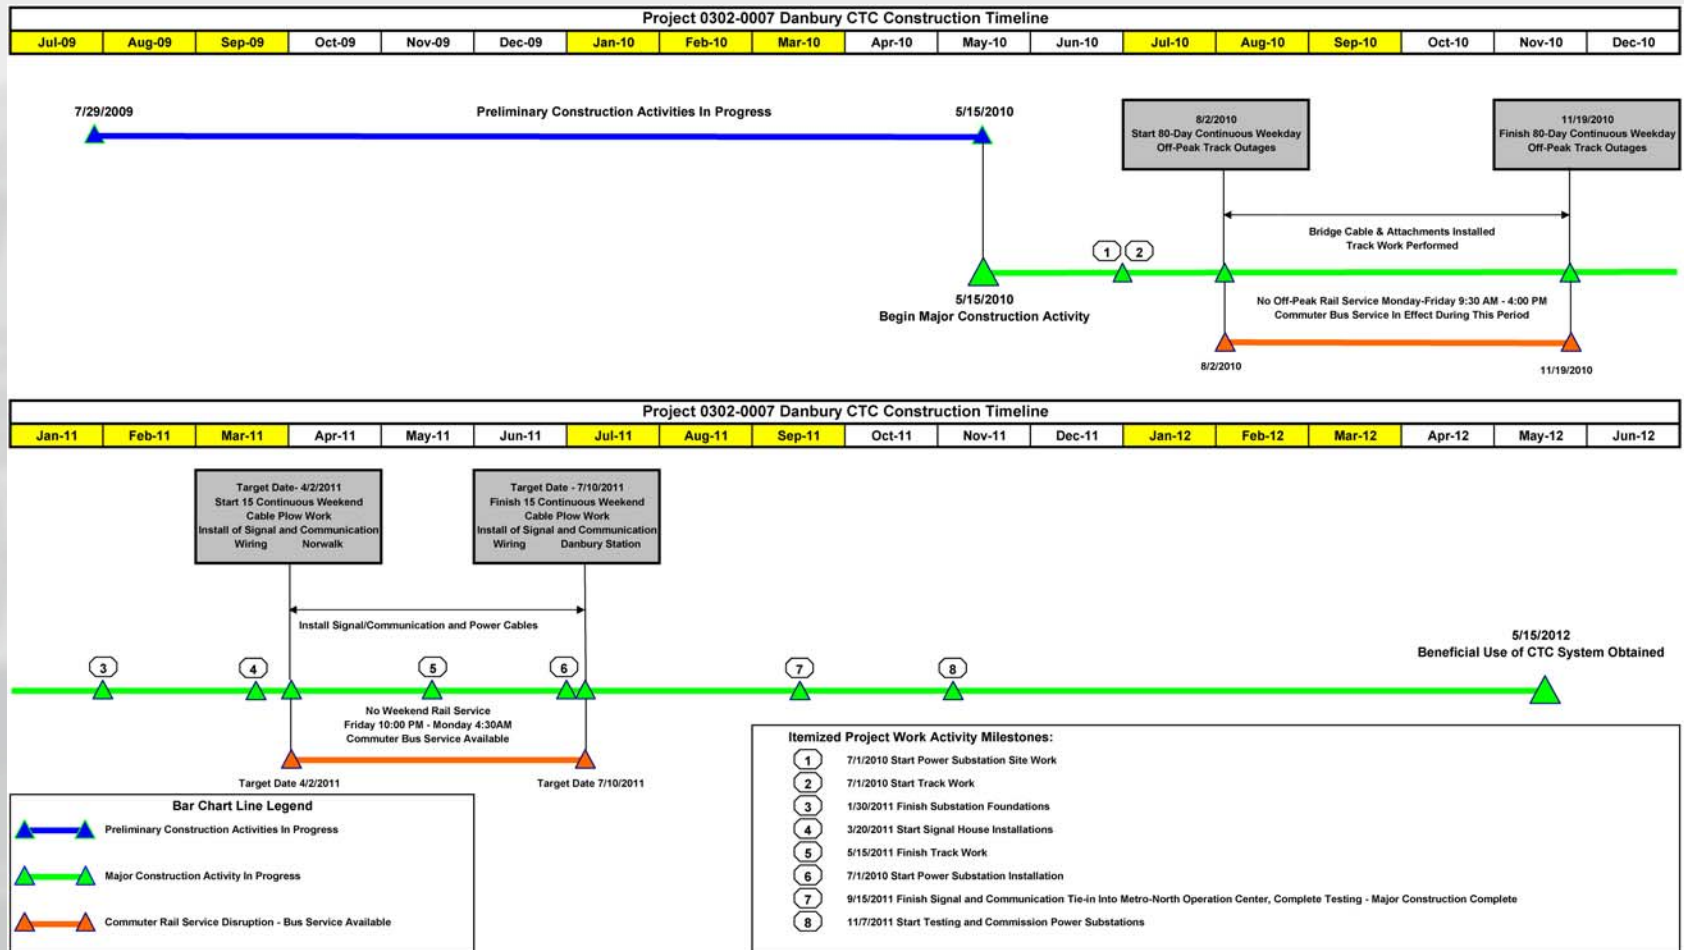 Project 0302-0007 Danbury CTC Construction Timeline
Jul-09 Aug-09 Sep-09 Oct-09 Nov-09 Dec-09 Jan-10 Feb-10 Mar-10 Apr-10 May-10 Jun-10 Jul-10 Aug-10 Sep-10 Oct-10 Nov-10 Dec-10
7/29/2009
Preliminary Construction Activities In Progress
5/15/2010
8/2/2010
Start 80-Day Continuous Weekday
Off-Peak Track Outages
11/19/2010
Finish 80-Day Continuous Weekday
Off-Peak Track Outages
Bridge Cable & Attachments Installed
Track Work Performed
1 2
5/15/2010
Begin Major Construction Activity
No Off-Peak Rail Service Monday-Friday 9:30 AM - 4:00 PM
Commuter Bus Service In Effect During This Period
8/2/2010
11/19/2010
Project 0302-0007 Danbury CTC Construction Timeline
Jan-11 Feb-11 Mar-11 Apr-11 May-11 Jun-11 Jul-11 Aug-11 Sep-11 Oct-11 Nov-11 Dec-11 Jan-12 Feb-12 Mar-12 Apr-12 May-12 Jun-12
Target Date- 4/2/2011
Start 15 Continuous Weekend
Cable Plow Work
Install of Signal and Communication
Wiring Norwalk
Target Date - 7/10/2011
Finish 15 Continuous Weekend
Cable Plow Work
Install of Signal and Communication
Wiring Danbury Station
Install Signal/Communication and Power Cables
5/15/2012
Beneficial Use of CTC System Obtained
3 4 5 6 7 8
No Weekend Rail Service
Friday 10:00 PM - Monday 4:30AM
Commuter Bus Service Available
Target Date 4/2/2011
Target Date 7/10/2011
Bar Chart Line Legend
Preliminary Construction Activities In Progress
Major Construction Activity In Progress
Commuter Rail Service Disruption - Bus Service Available
Itemized Project Work Activity Milestones:
1 7/1/2010 Start Power Substation Site Work
2 7/1/2010 Start Track Work
3 1/30/2011 Finish Substation Foundations
4 3/20/2011 Start Signal House Installations
5 5/15/2011 Finish Track Work
6 7/1/2010 Start Power Substation Installation
7 9/15/2011 Finish Signal and Communication Tie-in Into Metro-North Operation Center, Complete Testing - Major Construction Complete
8 11/7/2011 Start Testing and Commission Power Substations